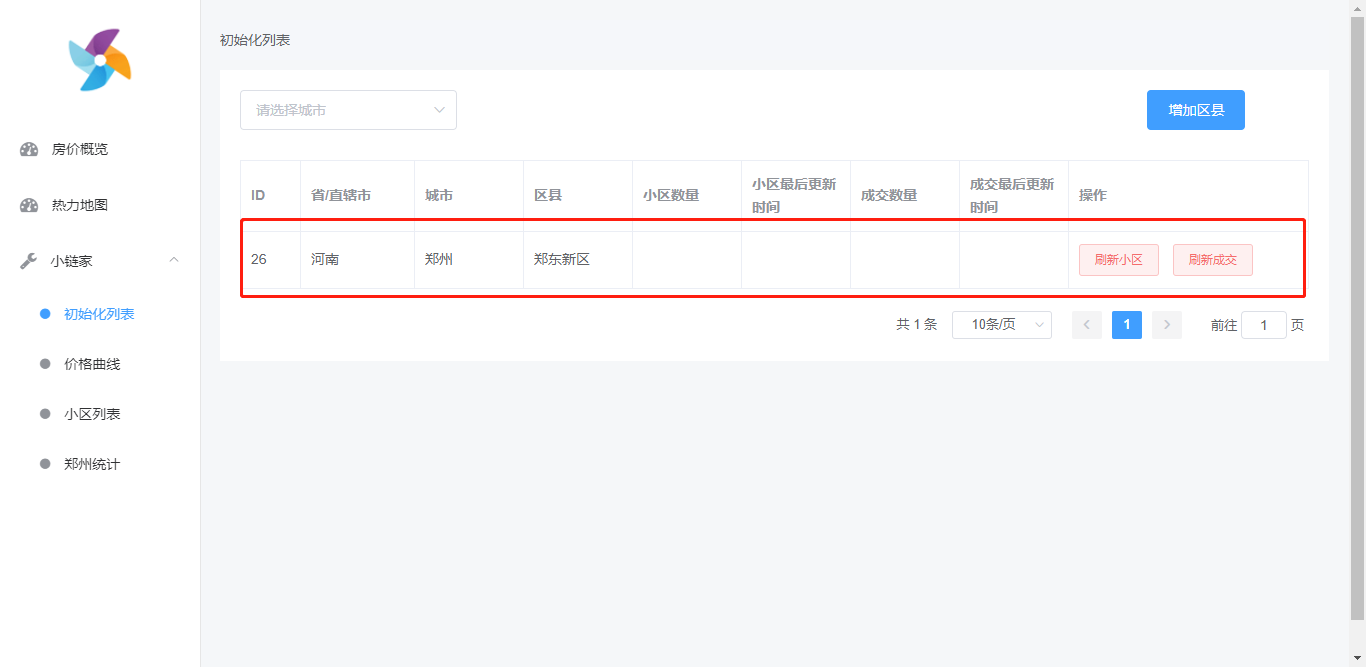 初始化列表
请选择城市
增加区县
房价概览
热力地图
小链家
初始化列表
价格曲线
小区列表
郑州统计
ID 省/直辖市 城市 区县 小区数量 小区最后更新时间 成交数量 成交最后更新时间 操作
26 河南 郑州 郑东新区 刷新小区 刷新成交
共 1 条 10条/页 1 前往 1 页